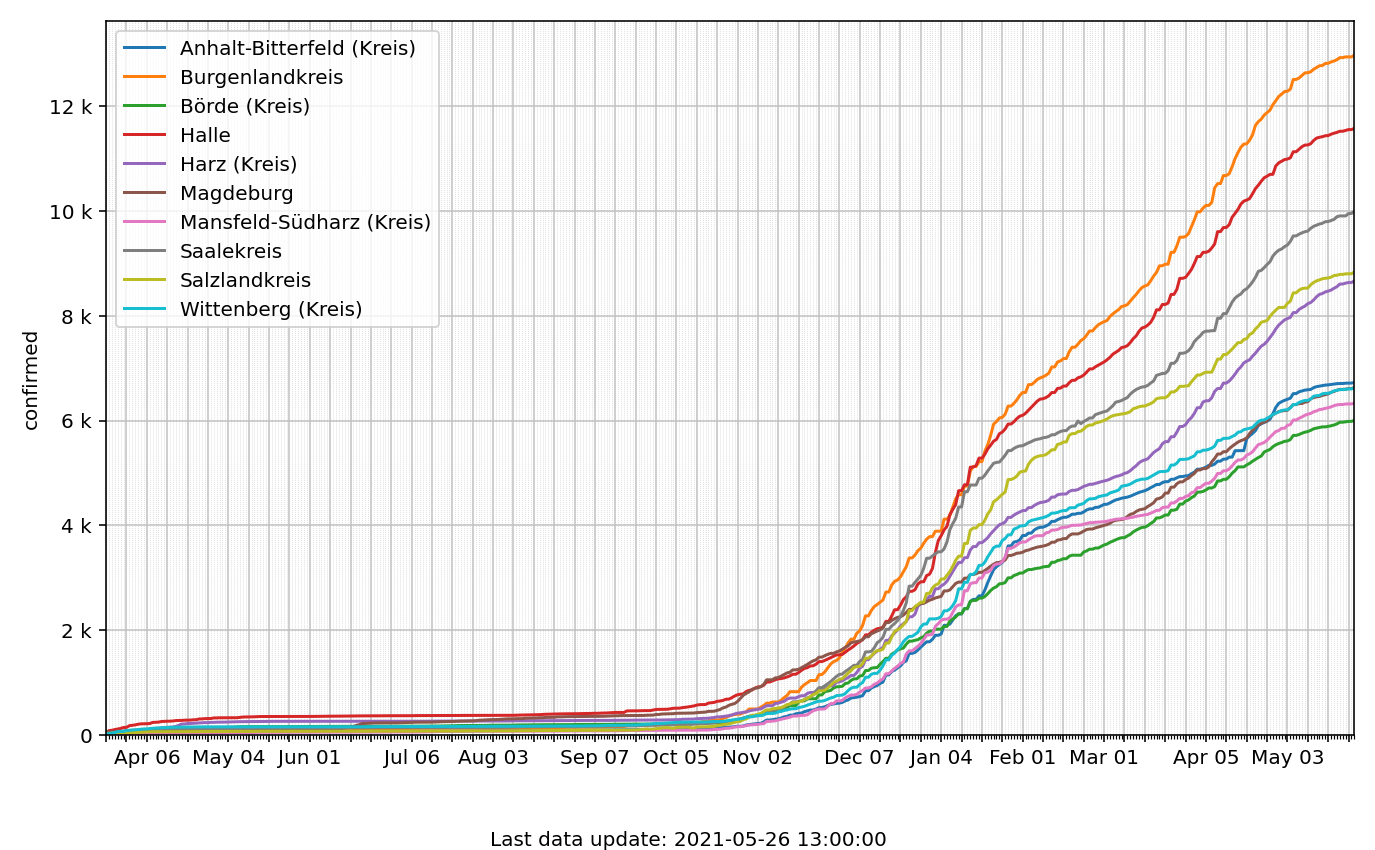 Anhalt-Bitterfeld (Kreis)
Burgenlandkreis
Börde (Kreis)
Halle
Harz (Kreis)
Magdeburg
Mansfeld-Südharz (Kreis)
Saalekreis
Salzlandkreis
Wittenberg (Kreis)
12 k
10 k
8 k
6 k
4 k
2 k
0
confirmed
Apr 06 May 04 Jun 01 Jul 06 Aug 03 Sep 07 Oct 05 Nov 02 Dec 07 Jan 04 Feb 01 Mar 01 Apr 05 May 03
Last data update: 2021-05-26 13:00:00